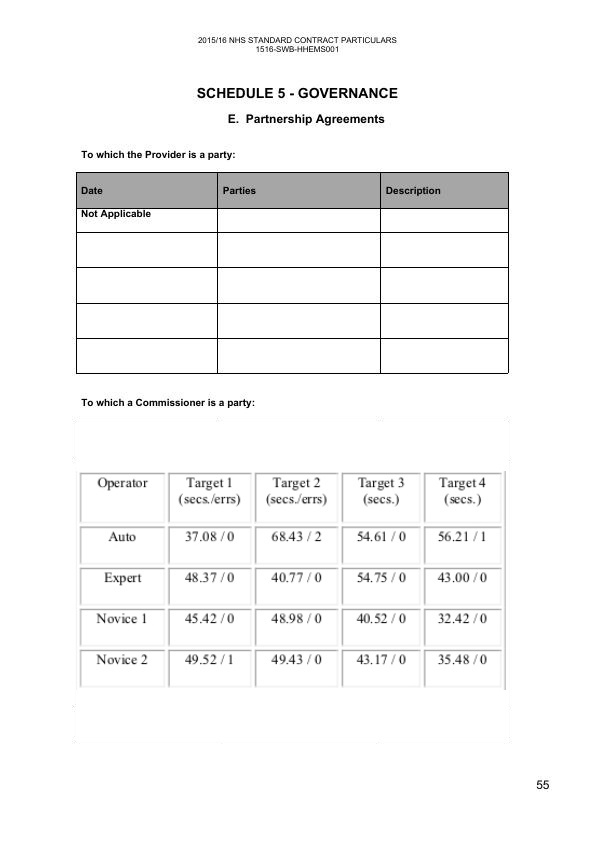 2015/16 NHS STANDARD CONTRACT PARTICULARS
1516-SWB-HHEMS001
SCHEDULE 5 - GOVERNANCE
E. Partnership Agreements
To which the Provider is a party:
Date Parties Description
Not Applicable
To which a Commissioner is a party:
Operator Target 1 Target 2 Target 3 Target 4
(secs./errs) (secs./errs) (secs.) (secs.)
Auto 37.08 / 0 68.43 / 2 54.61 / 0 56.21 / 1
Expert 48.37 / 0 40.77 / 0 54.75 / 0 43.00 / 0
Novice 1 45.42 / 0 48.98 / 0 40.52 / 0 32.42 / 0
Novice 2 49.52 / 1 49.43 / 0 43.17 / 0 35.48 / 0
55